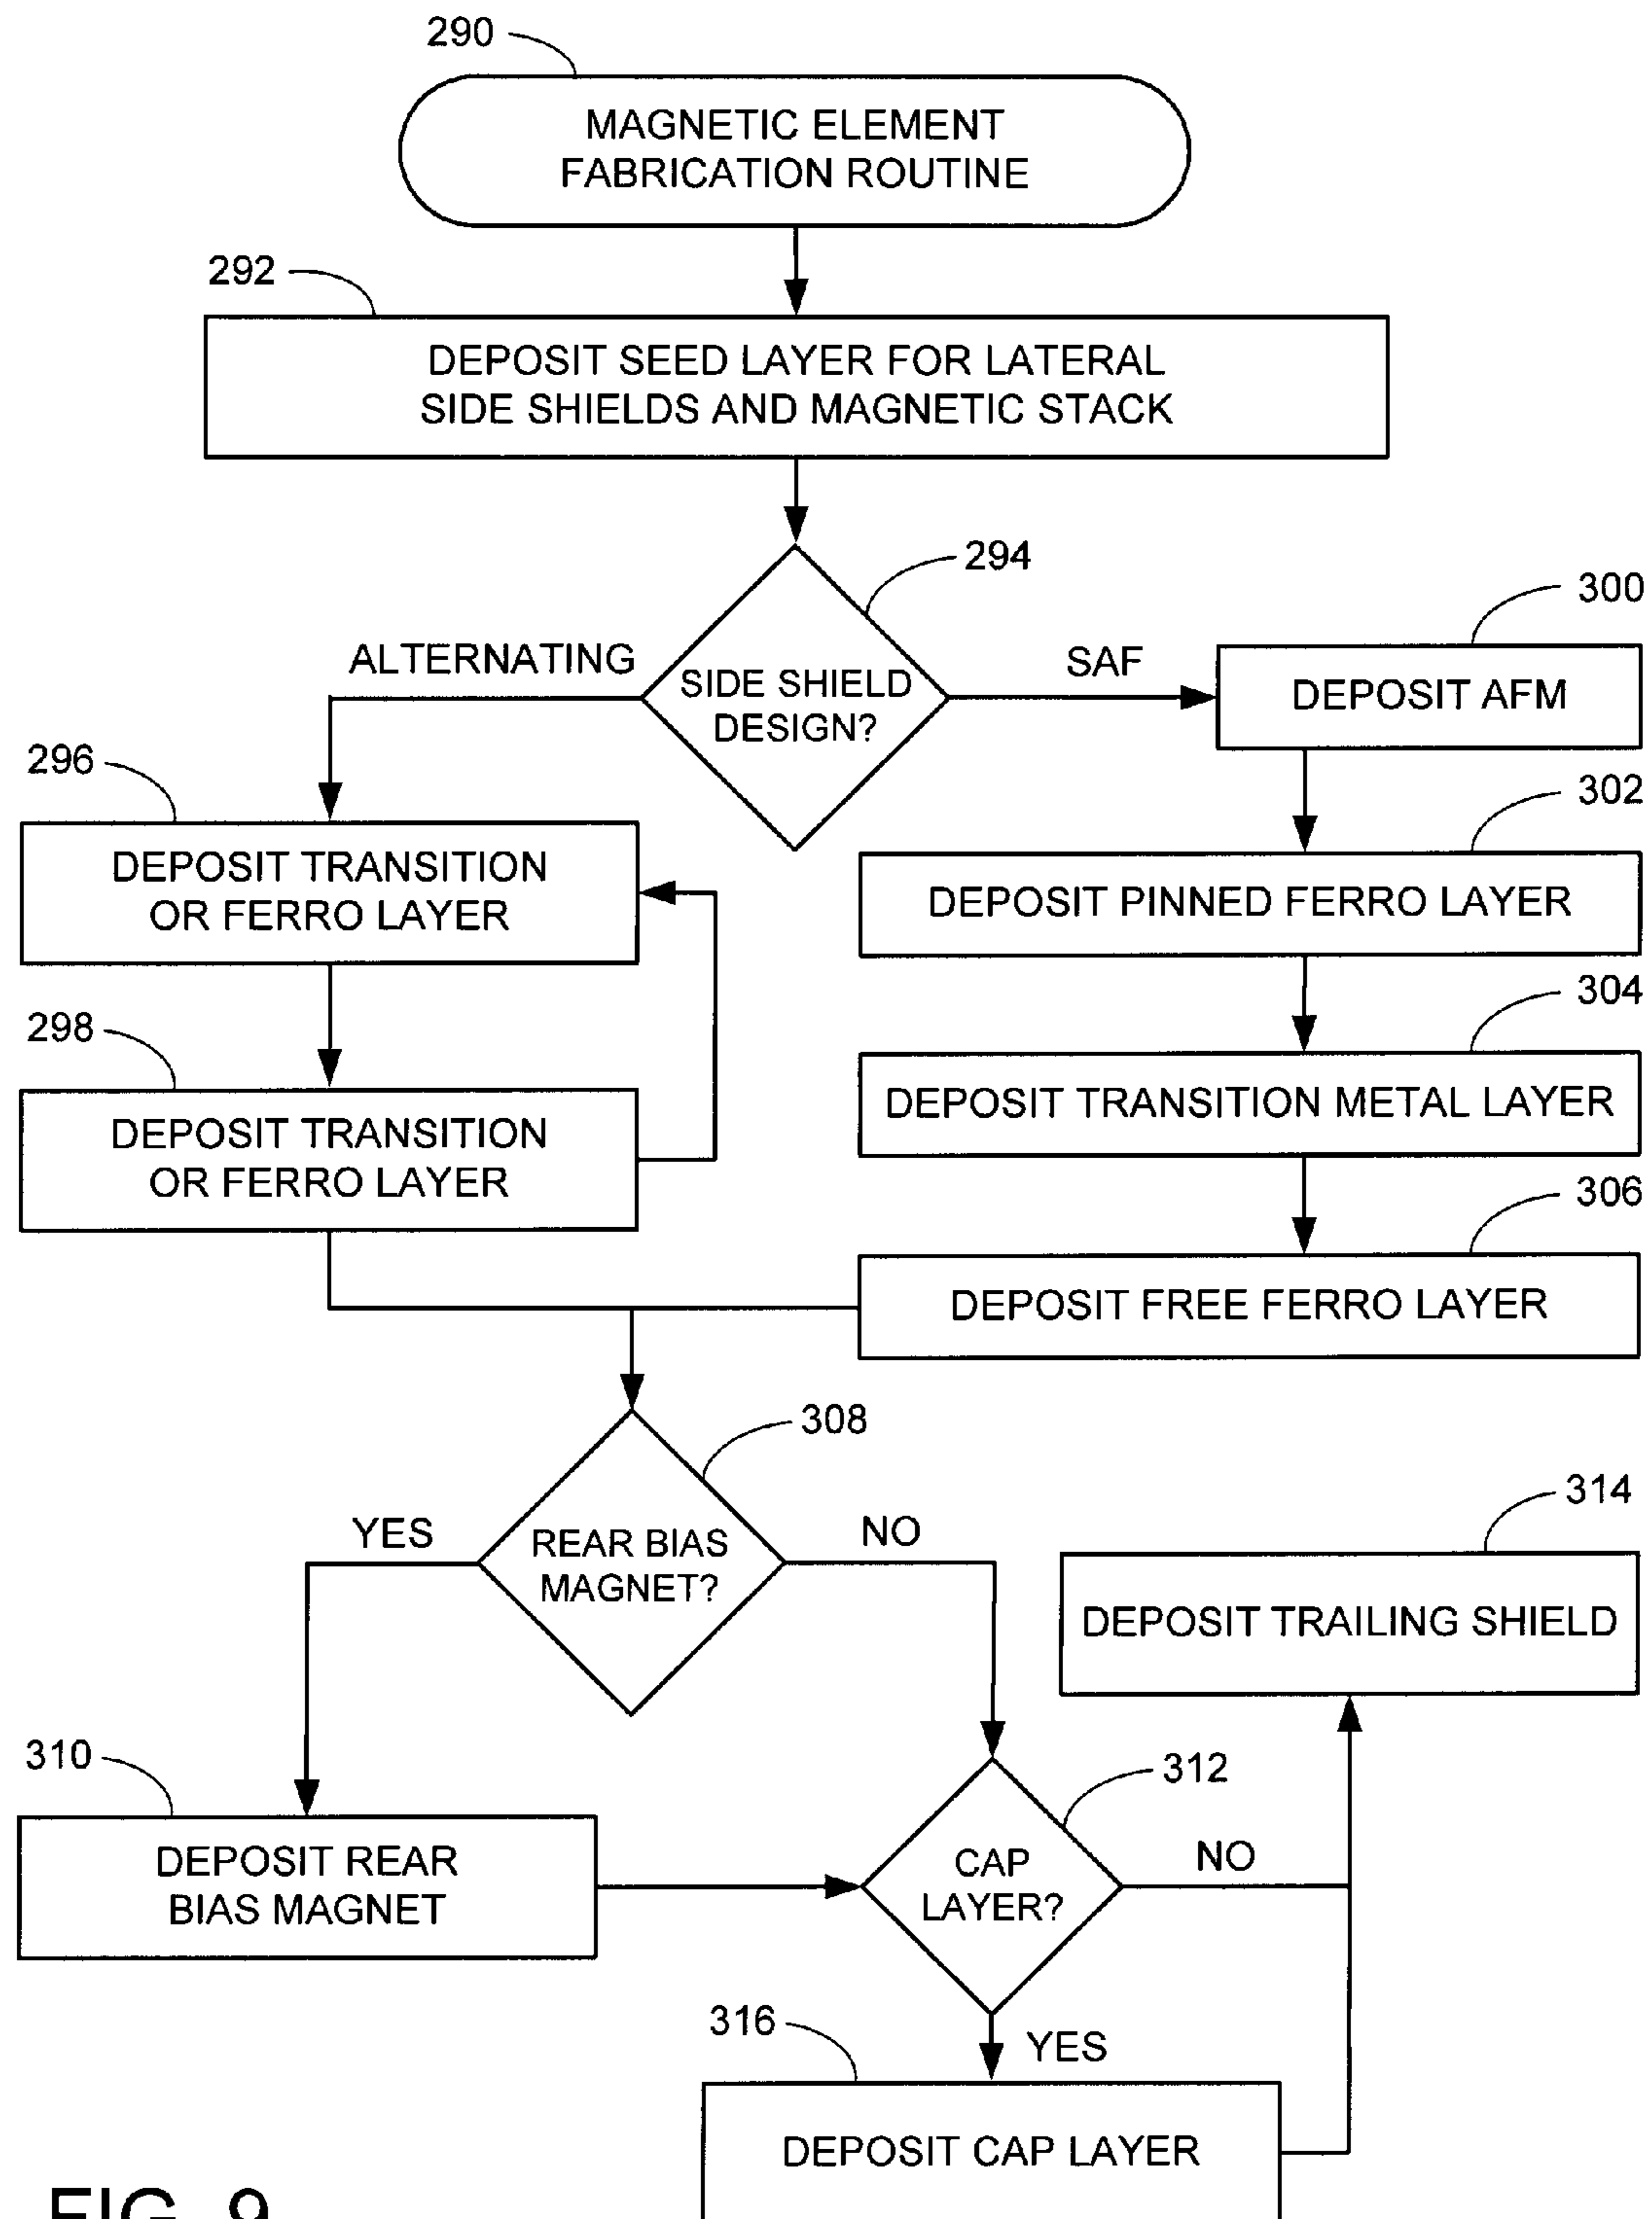 290
MAGNETIC ELEMENT
FABRICATION ROUTINE
292
DEPOSIT SEED LAYER FOR LATERAL
SIDE SHIELDS AND MAGNETIC STACK
294
SIDE SHIELD
DESIGN?
ALTERNATING
SAF
296
DEPOSIT TRANSITION
OR FERRO LAYER
298
DEPOSIT TRANSITION
OR FERRO LAYER
300
DEPOSIT AFM
302
DEPOSIT PINNED FERRO LAYER
304
DEPOSIT TRANSITION METAL LAYER
306
DEPOSIT FREE FERRO LAYER
308
REAR BIAS
MAGNET?
YES
NO
310
DEPOSIT REAR
BIAS MAGNET
312
CAP
LAYER?
NO
YES
314
DEPOSIT TRAILING SHIELD
316
DEPOSIT CAP LAYER
FIG. 9